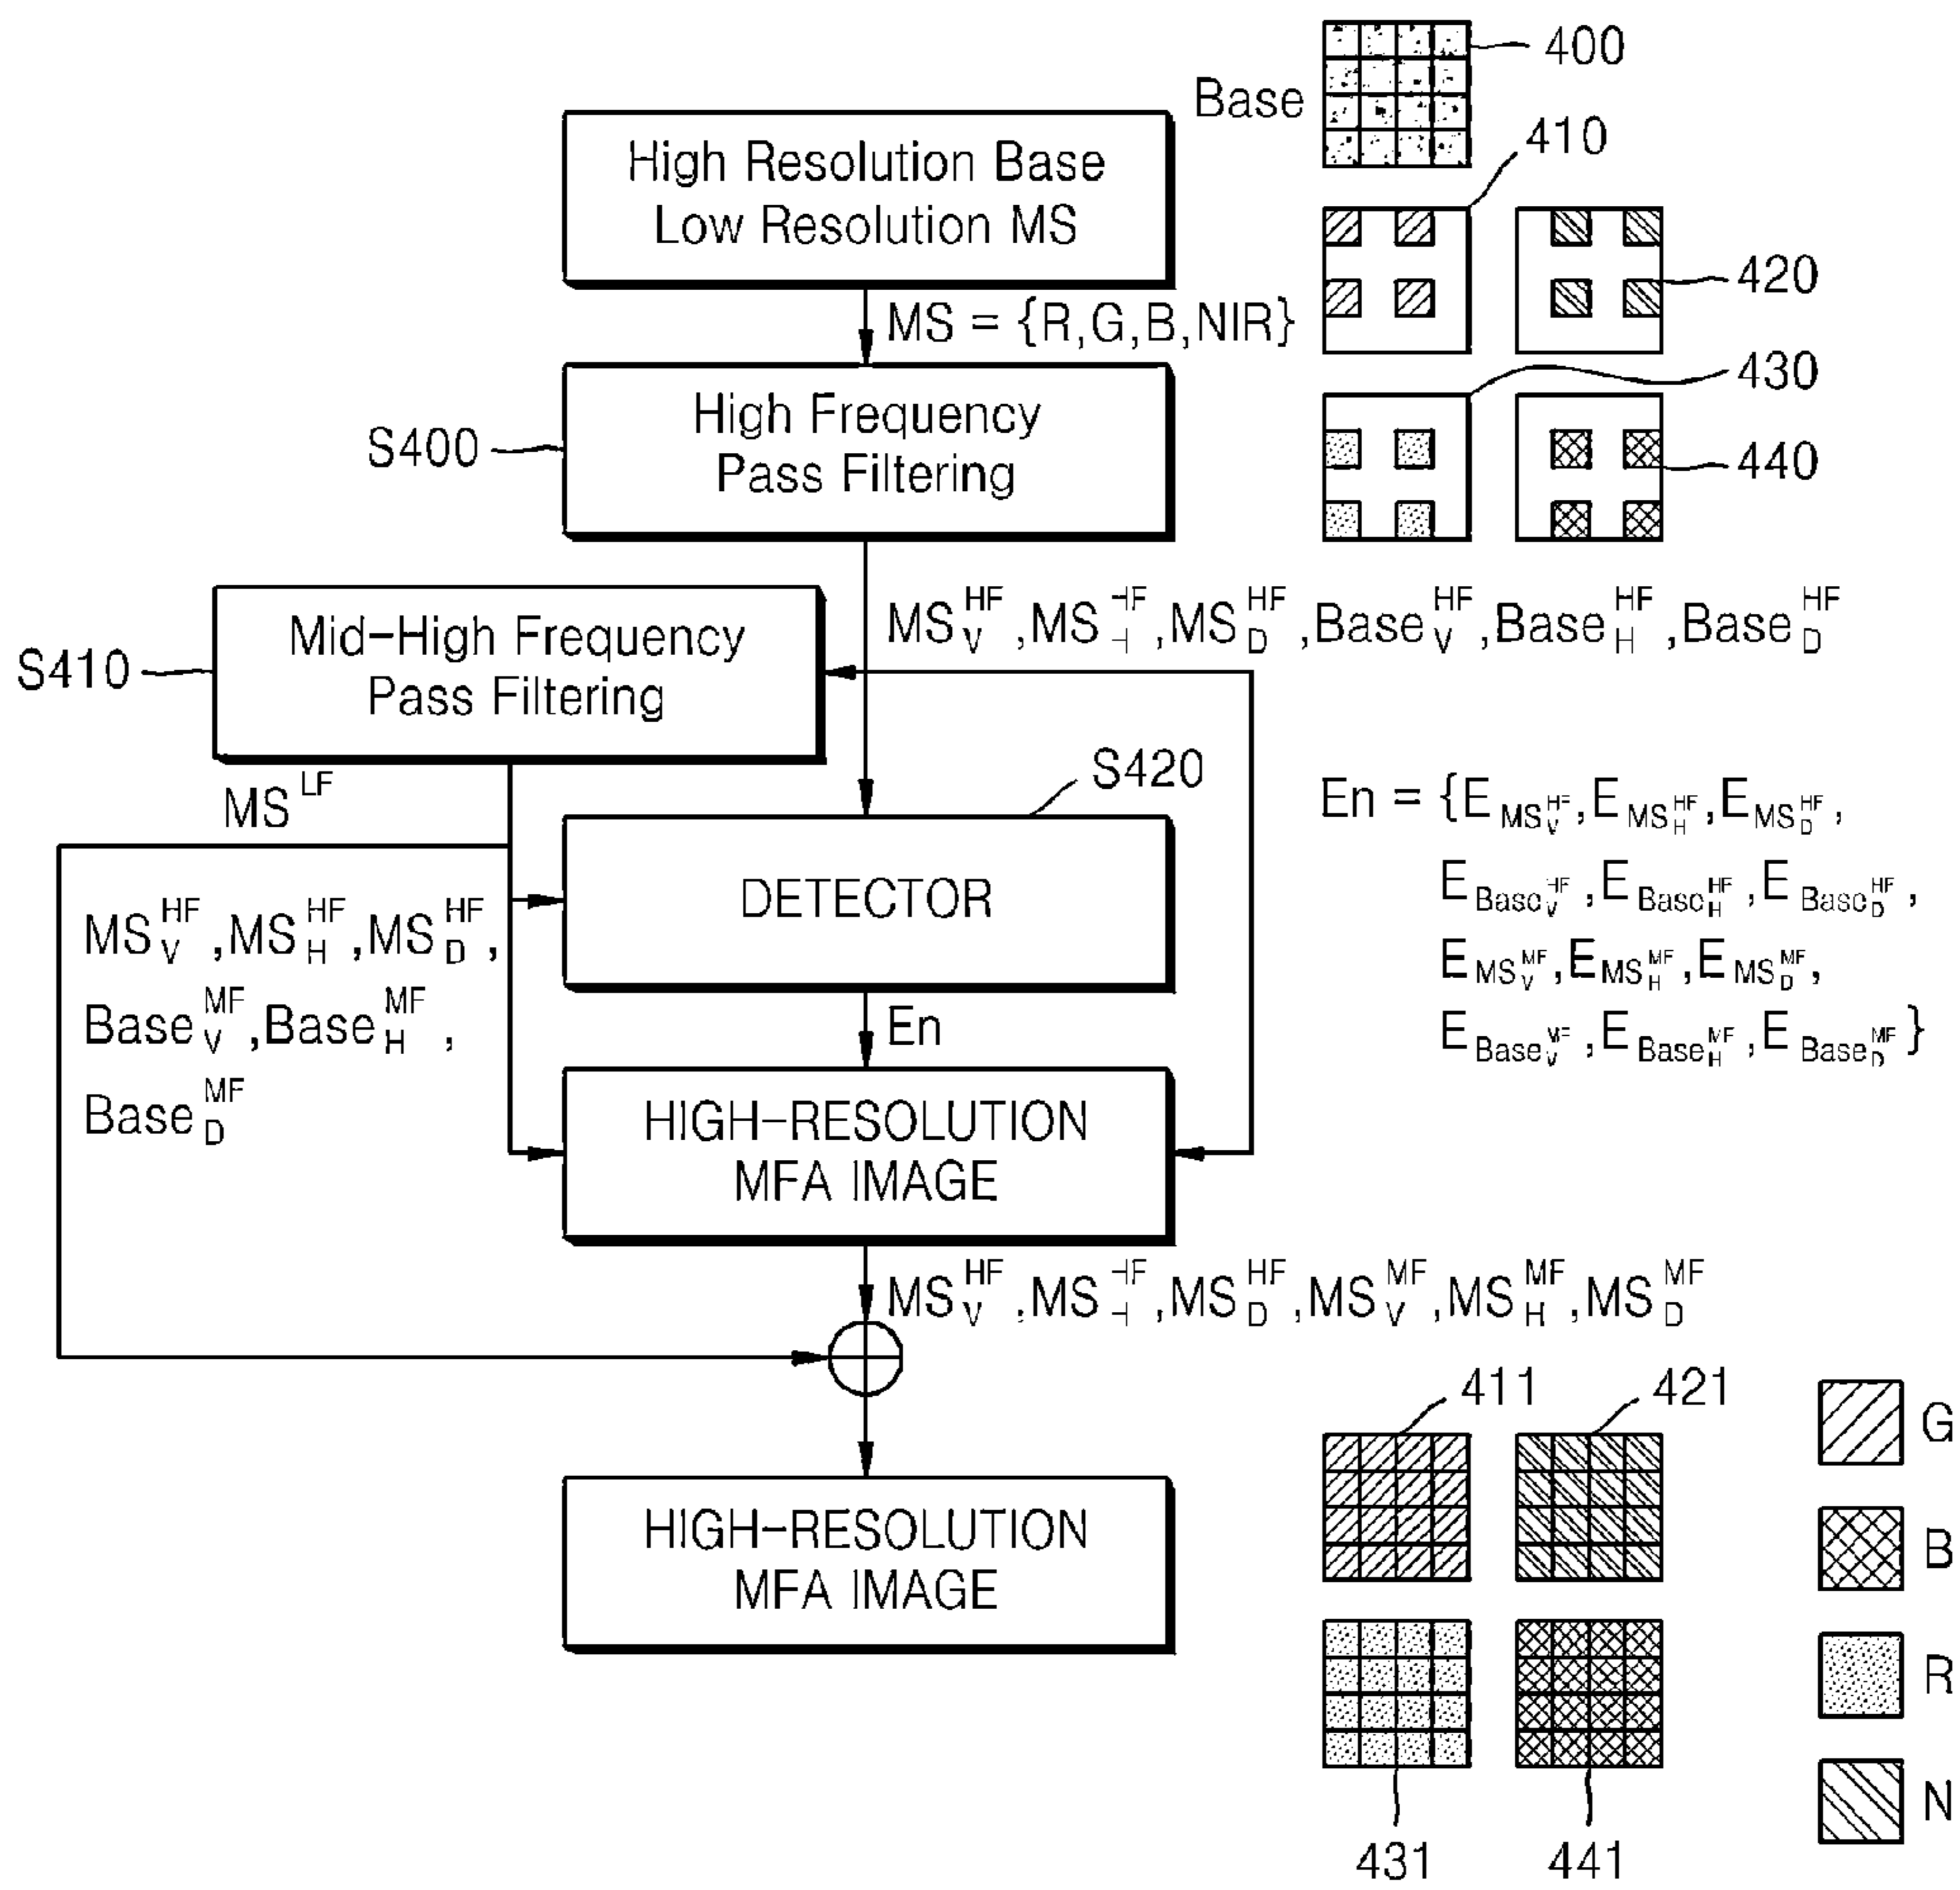 Base
400
High Resolution Base
Low Resolution MS
410
420
MS = {R,G,B,NIR}
430
S400
High Frequency
Pass Filtering
440
MS V HF, MS H HF, MS D HF, Base V HF, Base H HF, Base D HF
S410
Mid-High Frequency
Pass Filtering
MS LF
S420
En = {E MS V HF, E MS H HF, E MS D HF,
E Base V HF, E Base H HF, E Base D HF,
E MS V MF, E MS H MF, E MS D MF,
E Base V MF, E Base H MF, E Base D MF}
DETECTOR
MS V HF, MS H HF, MS D HF,
Base V MF, Base H MF,
Base D MF
En
HIGH-RESOLUTION
MFA IMAGE
MS V HF, MS H HF, MS D HF, MS V MF, MS H MF, MS D MF
411
421
G
HIGH-RESOLUTION
MFA IMAGE
B
R
N
431
441